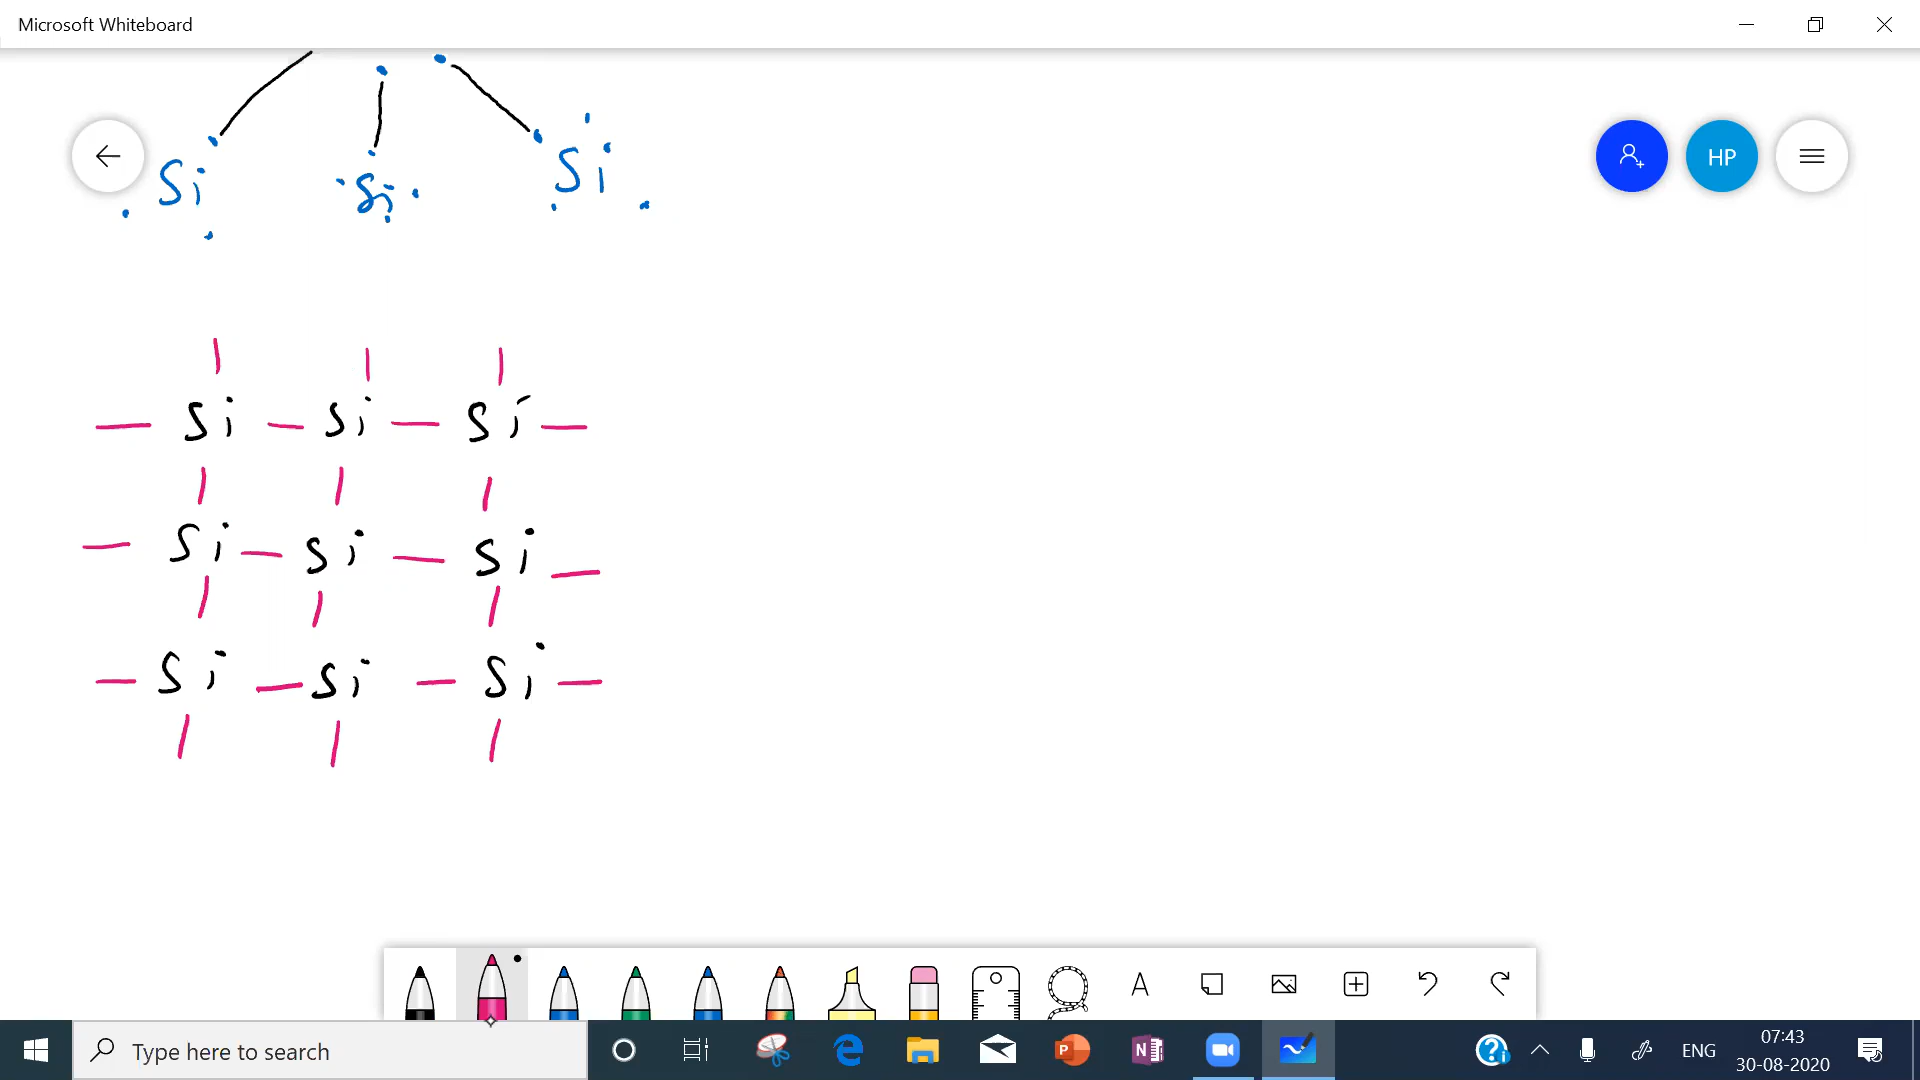 Microsoft Whiteboard
HP
Si Si Si
Si - Si - Si
Si - Si - Si
Si - Si - Si
A
Type here to search
ENG
07:43
30-08-2020